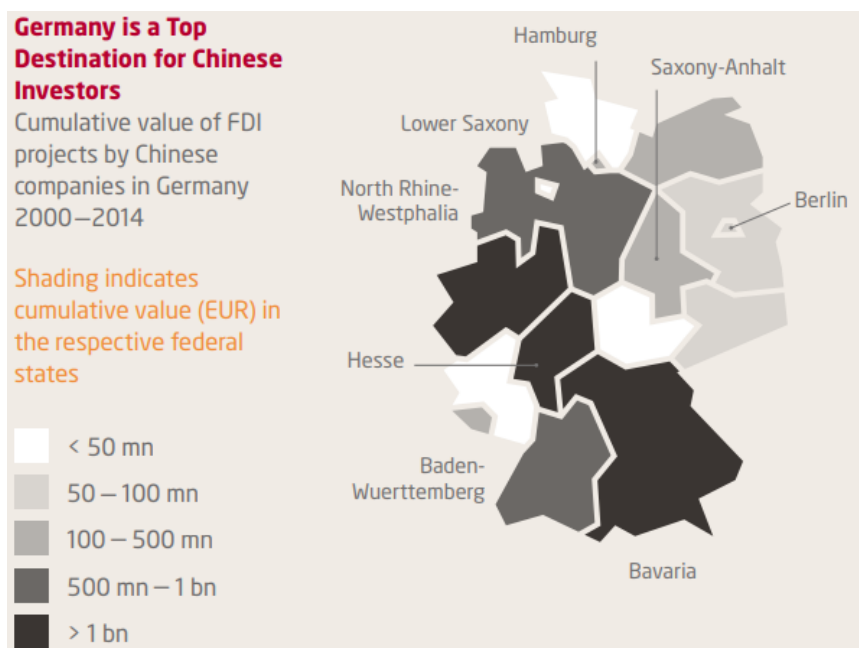 Germany is a Top
Destination for Chinese
Investors
Cumulative value of FDI
projects by Chinese
companies in Germany
2000—2014
Shading indicates
cumulative value (EUR) in
the respective federal
states
< 50 mn
50 — 100 mn
100 — 500 mn
500 mn — 1 bn
> 1 bn
Hamburg
Saxony-Anhalt
Lower Saxony
North Rhine-
Westphalia
Berlin
Hesse
Baden-
Wuerttemberg
Bavaria